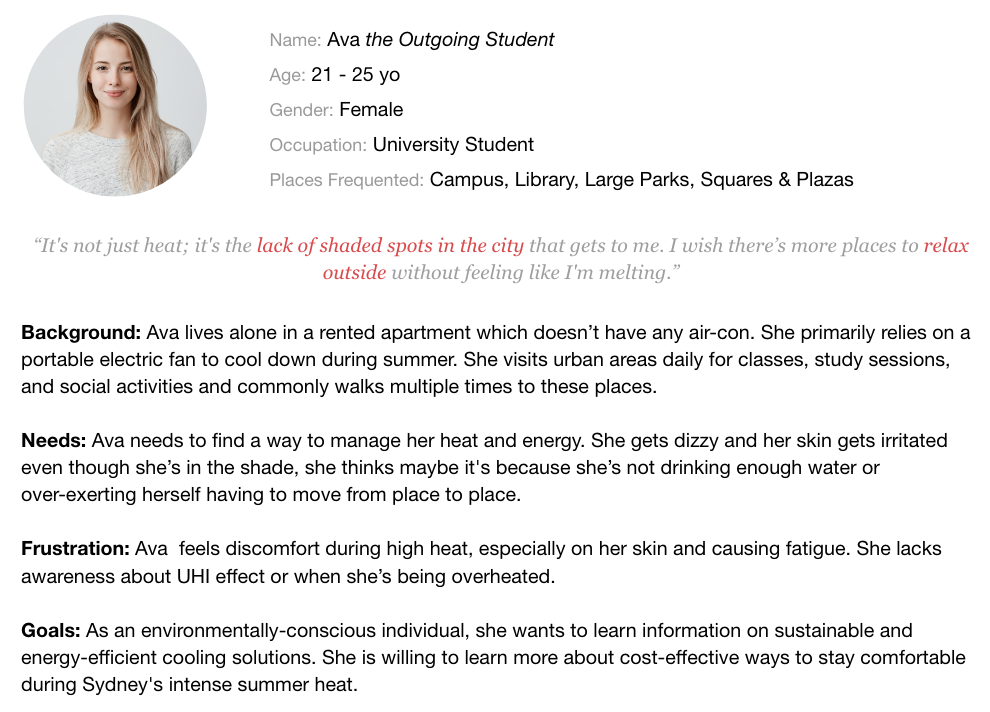 Name: Ava the Outgoing Student
Age: 21 - 25 yo
Gender: Female
Occupation: University Student
Places Frequented: Campus, Library, Large Parks, Squares & Plazas
“It's not just heat; it's the lack of shaded spots in the city that gets to me. I wish there’s more places to relax
outside without feeling like I'm melting.”
Background: Ava lives alone in a rented apartment which doesn’t have any air-con. She primarily relies on a
portable electric fan to cool down during summer. She visits urban areas daily for classes, study sessions,
and social activities and commonly walks multiple times to these places.
Needs: Ava needs to find a way to manage her heat and energy. She gets dizzy and her skin gets irritated
even though she’s in the shade, she thinks maybe it's because she’s not drinking enough water or
over-exerting herself having to move from place to place.
Frustration: Ava  feels discomfort during high heat, especially on her skin and causing fatigue. She lacks
awareness about UHI effect or when she’s being overheated.
Goals: As an environmentally-conscious individual, she wants to learn information on sustainable and
energy-efficient cooling solutions. She is willing to learn more about cost-effective ways to stay comfortable
during Sydney's intense summer heat.